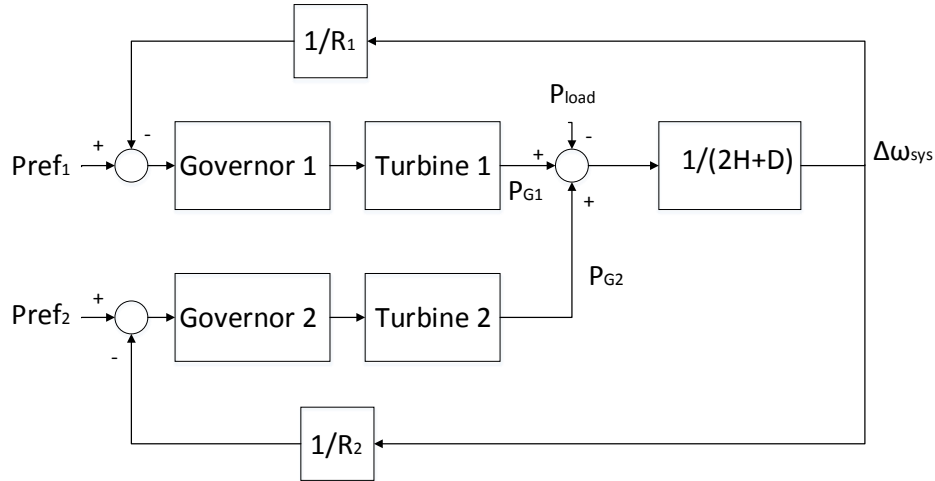 1/R₁
Pload
+ - -
Pref₁ Governor 1 Turbine 1 + 1/(2H+D) Δωsys
PG1 +
PG2
+
Pref₂ Governor 2 Turbine 2
-
1/R₂